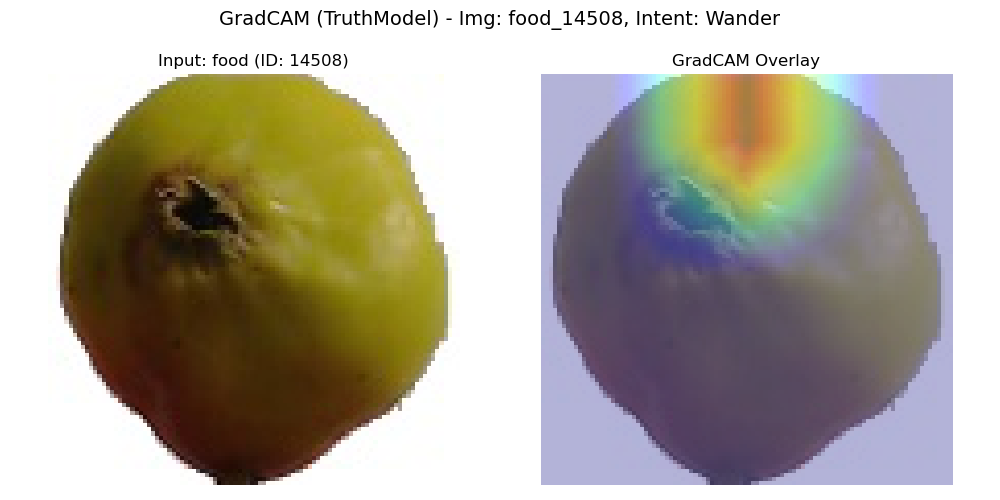 GradCAM (TruthModel) - Img: food_14508, Intent: Wander
Input: food (ID: 14508)
GradCAM Overlay